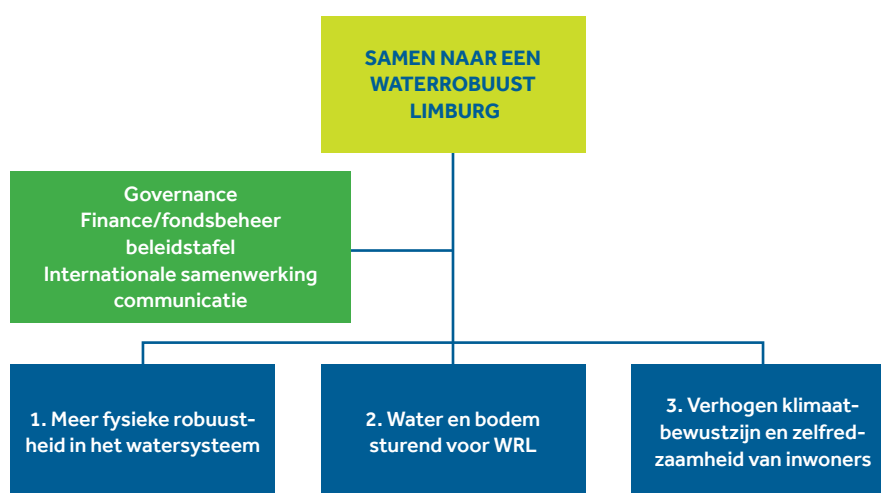 SAMEN NAAR EEN
WATERROBUUST
LIMBURG
Governance
Finance/fondsbeheer
beleidstafel
Internationale samenwerking
communicatie
1. Meer fysieke robuust-
heid in het watersysteem
2. Water en bodem
sturend voor WRL
3. Verhogen klimaat-
bewustzijn en zelfred-
zaamheid van inwoners